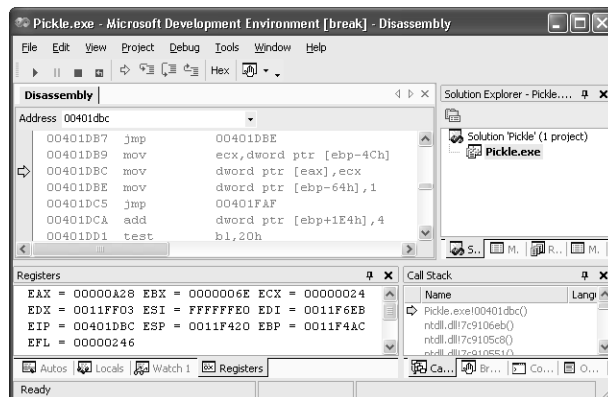 Pickle.exe - Microsoft Development Environment [break] - Disassembly
File Edit View Project Debug Tools Window Help
Hex
Disassembly
Address 00401dbc
00401DB7 jmp 00401DBE
00401DB9 mov ecx,dword ptr [ebp-4Ch]
00401DBC mov dword ptr [eax],ecx
00401DBE mov dword ptr [ebp-64h],1
00401DC5 jmp 00401FAF
00401DCA add dword ptr [ebp+1E4h],4
00401DD1 test bl,20h
Solution Explorer - Pickle....
Solution 'Pickle' (1 project)
Pickle.exe
S.. M. R... M.
Registers
EAX = 00000A28 EBX = 0000006E ECX = 00000024
EDX = 0011FF03 ESI = FFFFFFE0 EDI = 0011F6EB
EIP = 00401DBC ESP = 0011F420 EBP = 0011F4AC
EFL = 00000246
Autos Locals Watch 1 Registers
Call Stack
Name Langu
Pickle.exe!00401dbc()
ntdll.dll!7c9106eb()
ntdll.dll!7c9105c8()
ntdll.dll!7c910551()
Ca... Br... Co... O...
Ready